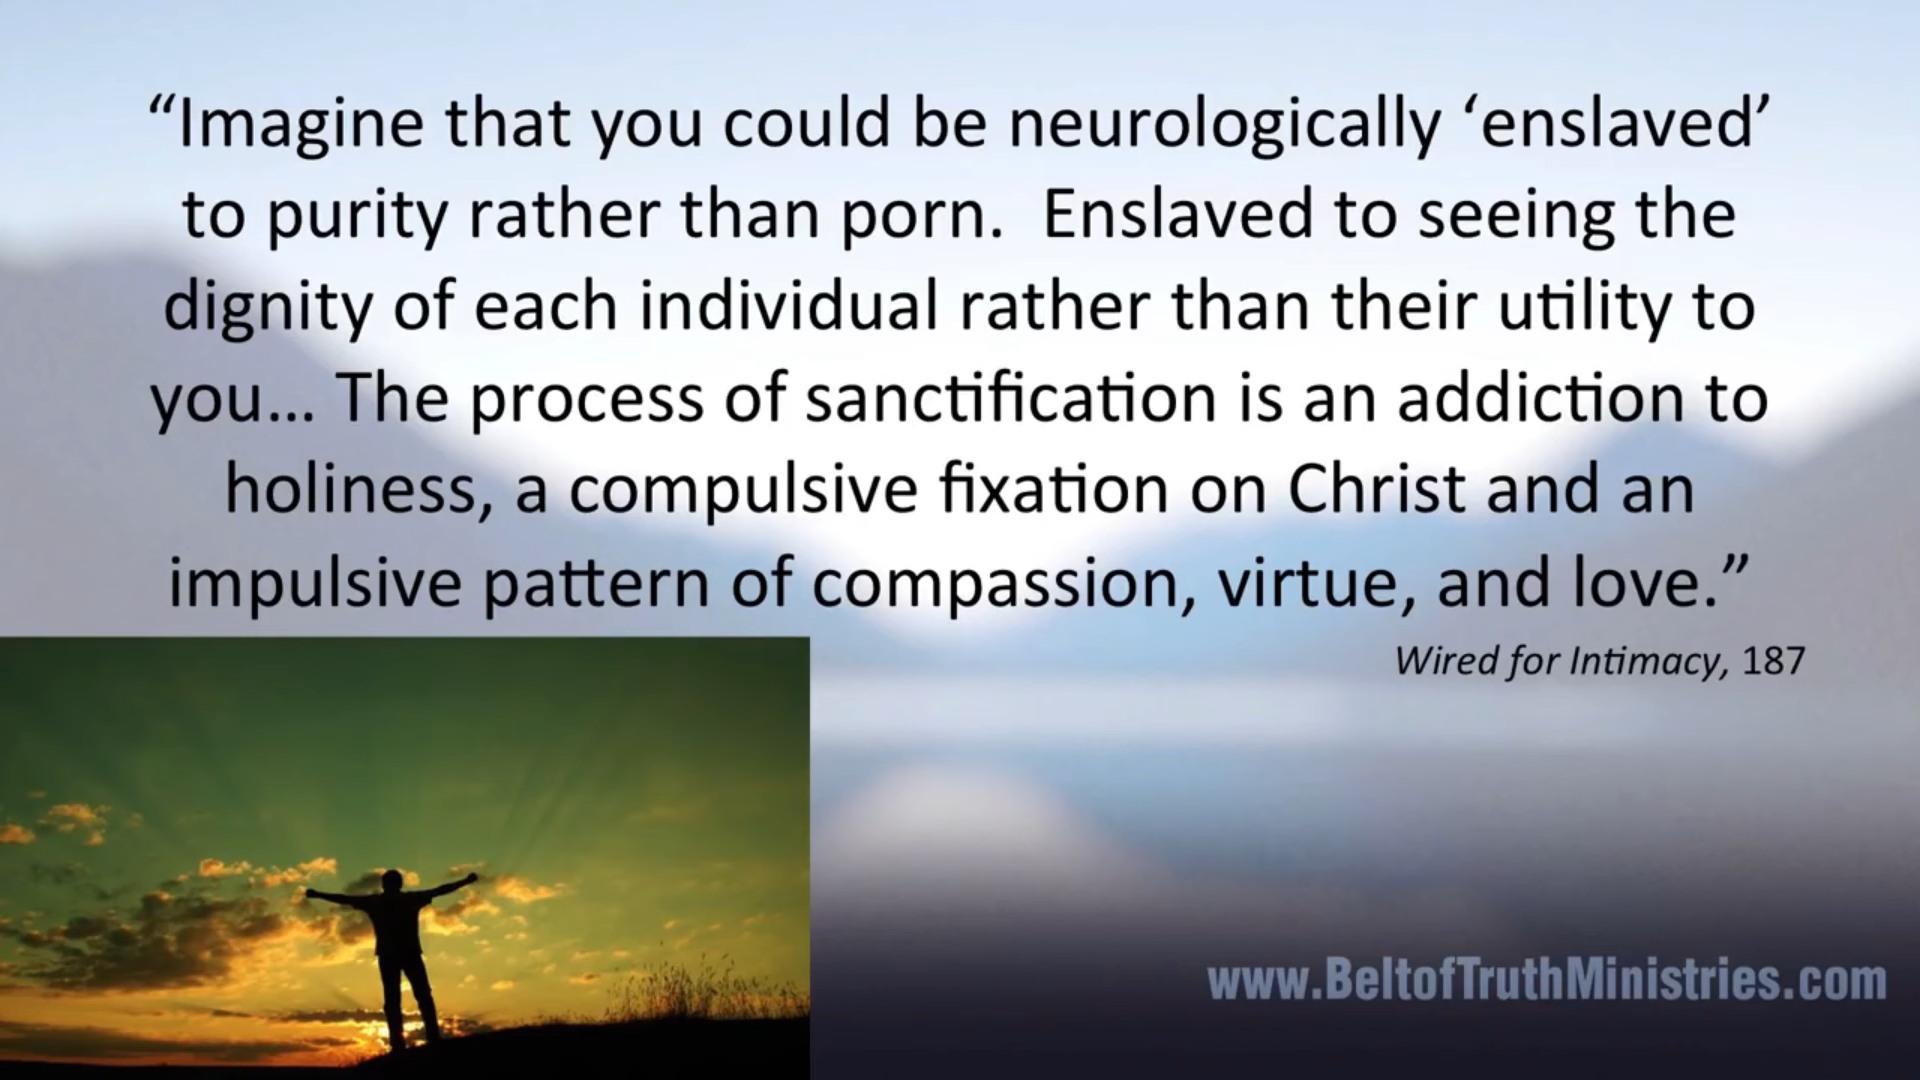 “Imagine that you could be neurologically ‘enslaved’
to purity rather than porn.  Enslaved to seeing the
dignity of each individual rather than their utility to
you… The process of sanctification is an addiction to
holiness, a compulsive fixation on Christ and an
impulsive pattern of compassion, virtue, and love.”
Wired for Intimacy, 187
www.BeltofTruthMinistries.com